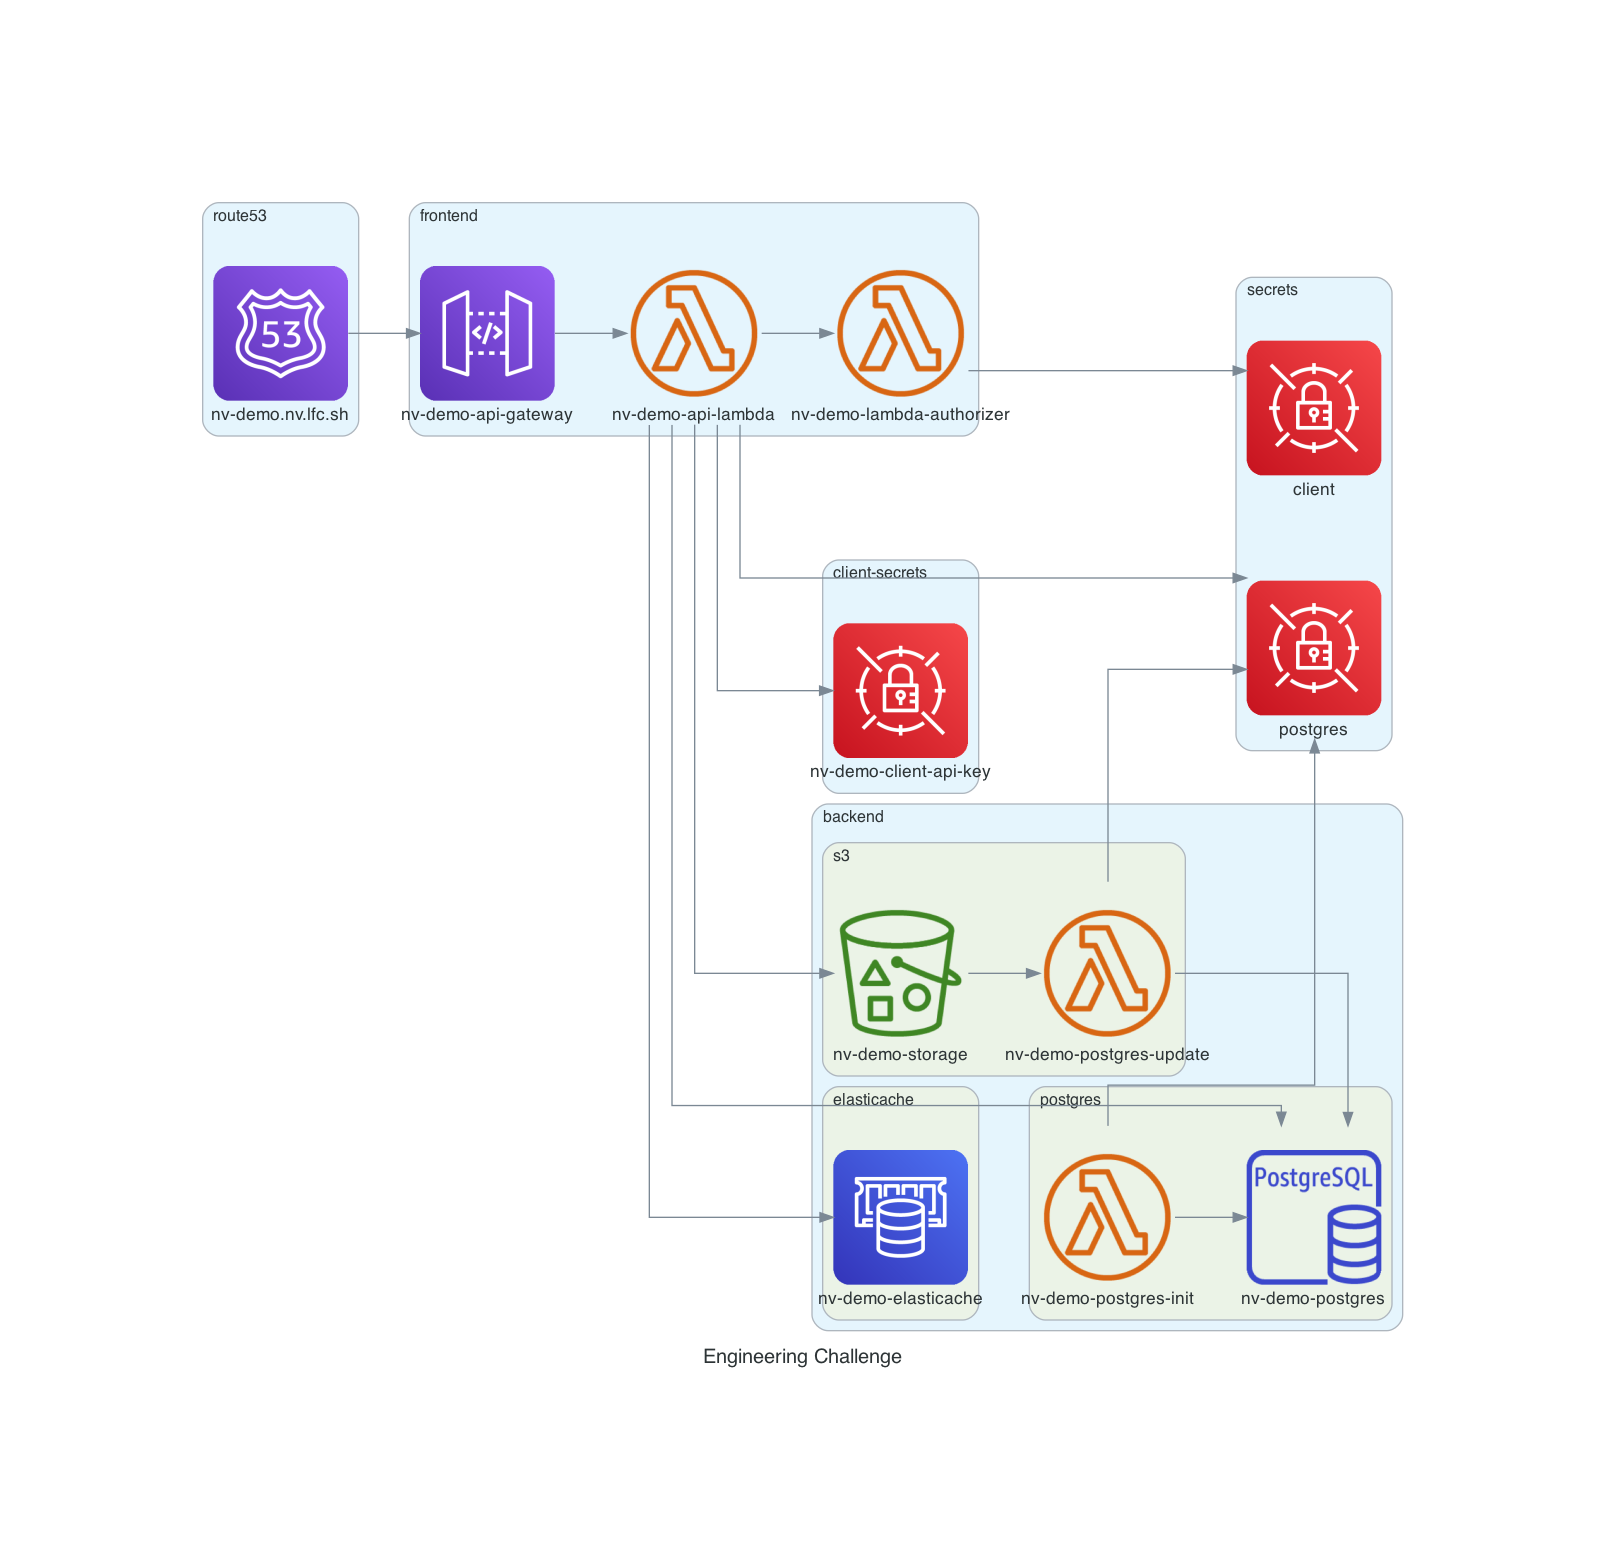 route53
53
nv-demo.nv.lfc.sh
frontend
nv-demo-api-gateway
nv-demo-api-lambda
nv-demo-lambda-authorizer
secrets
client
postgres
client-secrets
nv-demo-client-api-key
backend
s3
nv-demo-storage
nv-demo-postgres-update
elasticache
nv-demo-elasticache
postgres
nv-demo-postgres-init
PostgreSQL
nv-demo-postgres
Engineering Challenge